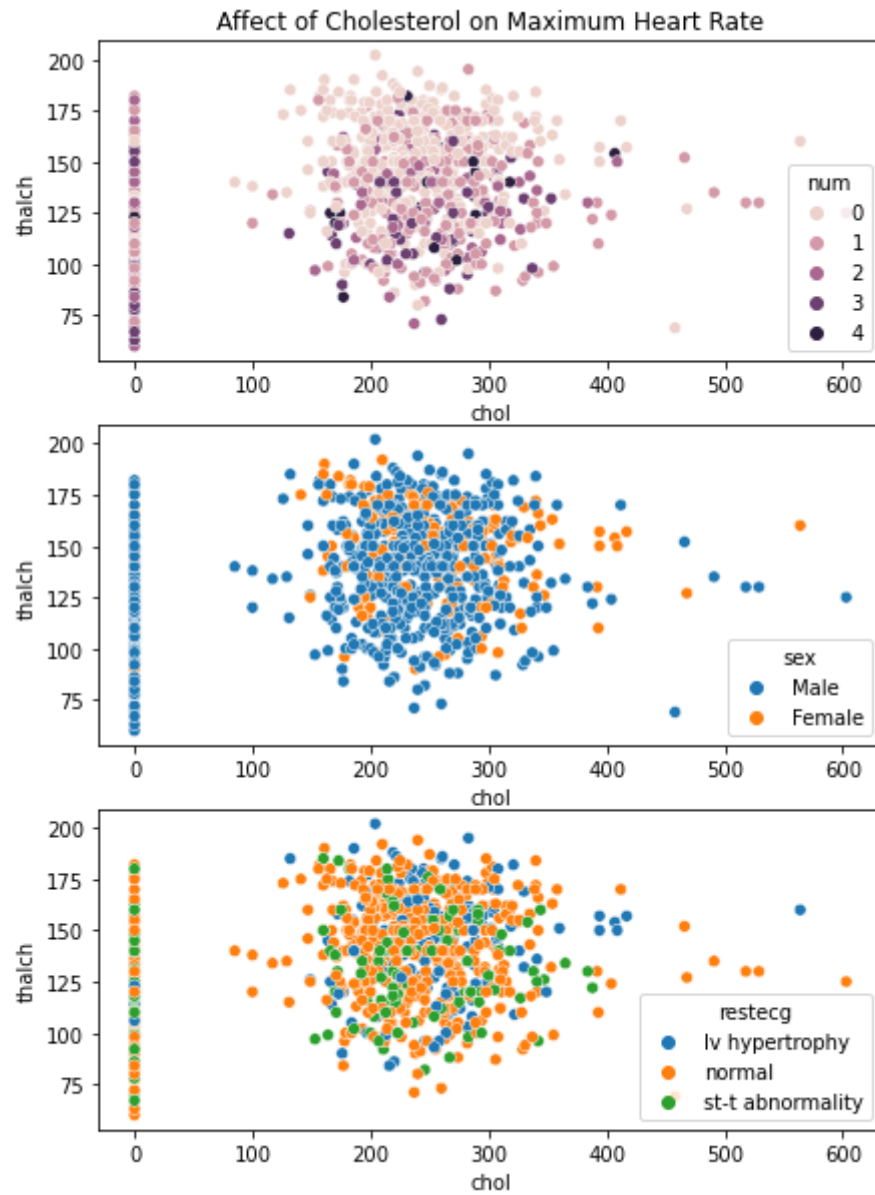 Affect of Cholesterol on Maximum Heart Rate
200
175
150
125
100
75
thalch
num
0
1
2
3
4
0 100 200 300 400 500 600
chol
200
175
150
125
100
75
thalch
sex
Male
Female
0 100 200 300 400 500 600
chol
200
175
150
125
100
75
thalch
restecg
lv hypertrophy
normal
st-t abnormality
0 100 200 300 400 500 600
chol